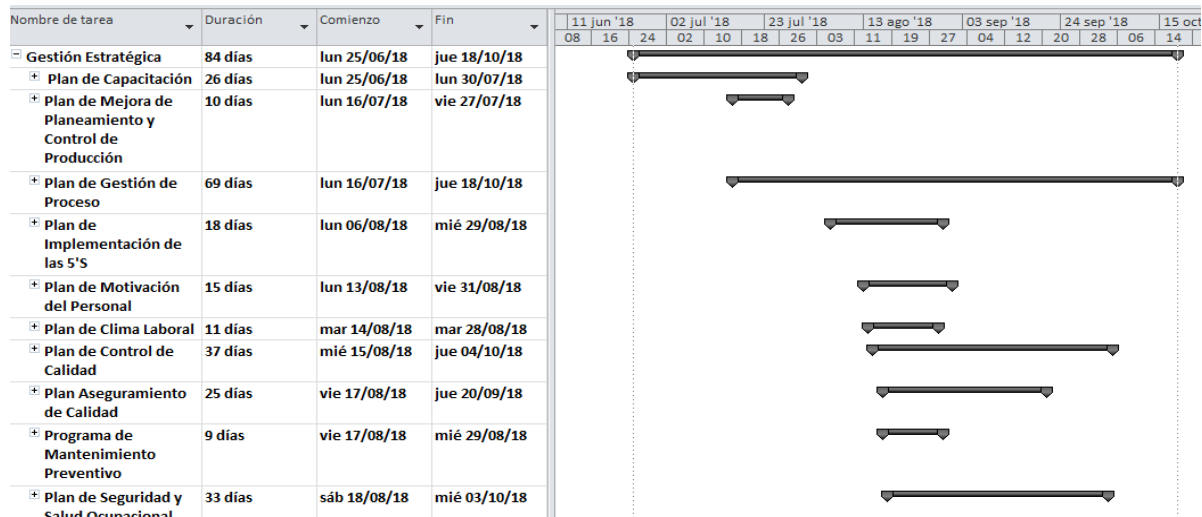 Nombre de tarea Duración Comienzo Fin 11 jun '18 02 jul '18 23 jul '18 13 ago '18 03 sep '18 24 sep '18 15 oct
08 16 24 02 10 18 26 03 11 19 27 04 12 20 28 06 14
Gestión Estratégica 84 días lun 25/06/18 jue 18/10/18
Plan de Capacitación 26 días lun 25/06/18 lun 30/07/18
Plan de Mejora de 10 días lun 16/07/18 vie 27/07/18
Planeamiento y
Control de
Producción
Plan de Gestión de 69 días lun 16/07/18 jue 18/10/18
Proceso
Plan de 18 días lun 06/08/18 mié 29/08/18
Implementación de
las 5'S
Plan de Motivación 15 días lun 13/08/18 vie 31/08/18
del Personal
Plan de Clima Laboral 11 días mar 14/08/18 mar 28/08/18
Plan de Control de 37 días mié 15/08/18 jue 04/10/18
Calidad
Plan Aseguramiento 25 días vie 17/08/18 jue 20/09/18
de Calidad
Programa de 9 días vie 17/08/18 mié 29/08/18
Mantenimiento
Preventivo
Plan de Seguridad y 33 días sáb 18/08/18 mié 03/10/18
Salud Ocupacional